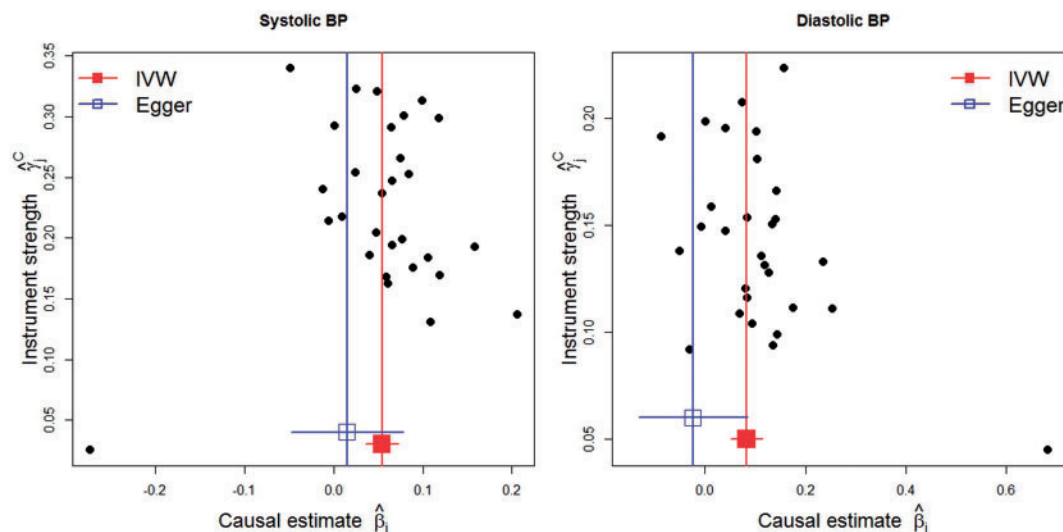 Systolic BP
Instrument strength γ̂ⱼᶜ
0.35
0.30
0.25
0.20
0.15
0.10
0.05
IVW
Egger
-0.2
-0.1
0.0
0.1
0.2
Causal estimate β̂ⱼ
Diastolic BP
Instrument strength γ̂ⱼᶜ
0.20
0.15
0.10
0.05
IVW
Egger
0.0
0.2
0.4
0.6
Causal estimate β̂ⱼ